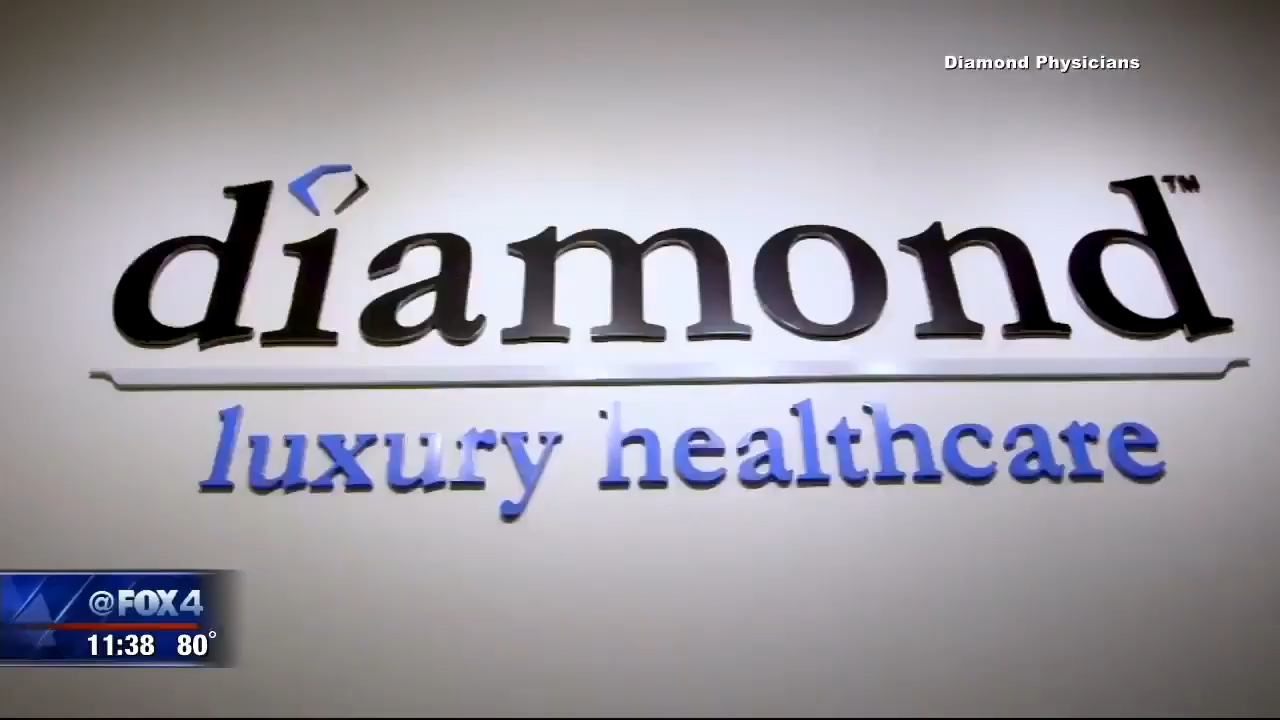 Diamond Physicians
diamond™
luxury healthcare
@FOX4
11:38 80°